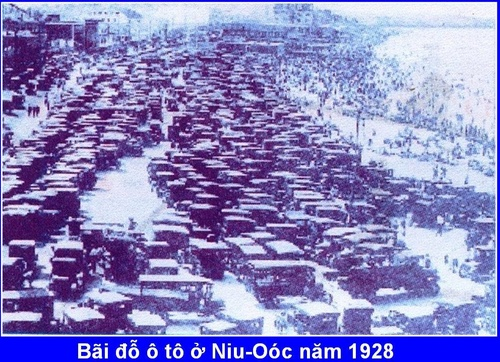 Bãi đỗ ô tô ở Niu-Oóc năm 1928